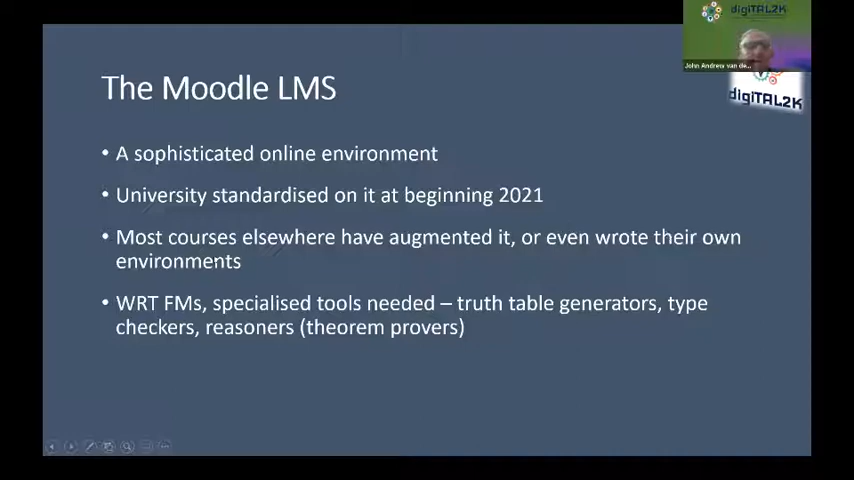 digiTAL2K
John Andrew van de...
digiTAL2K
The Moodle LMS
• A sophisticated online environment
• University standardised on it at beginning 2021
• Most courses elsewhere have augmented it, or even wrote their own
environments
• WRT FMs, specialised tools needed – truth table generators, type
checkers, reasoners (theorem provers)